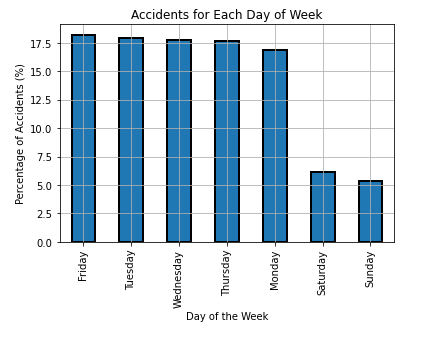 Accidents for Each Day of Week
Percentage of Accidents (%)
17.5
15.0
12.5
10.0
7.5
5.0
2.5
0.0
Friday
Tuesday
Wednesday
Thursday
Monday
Saturday
Sunday
Day of the Week